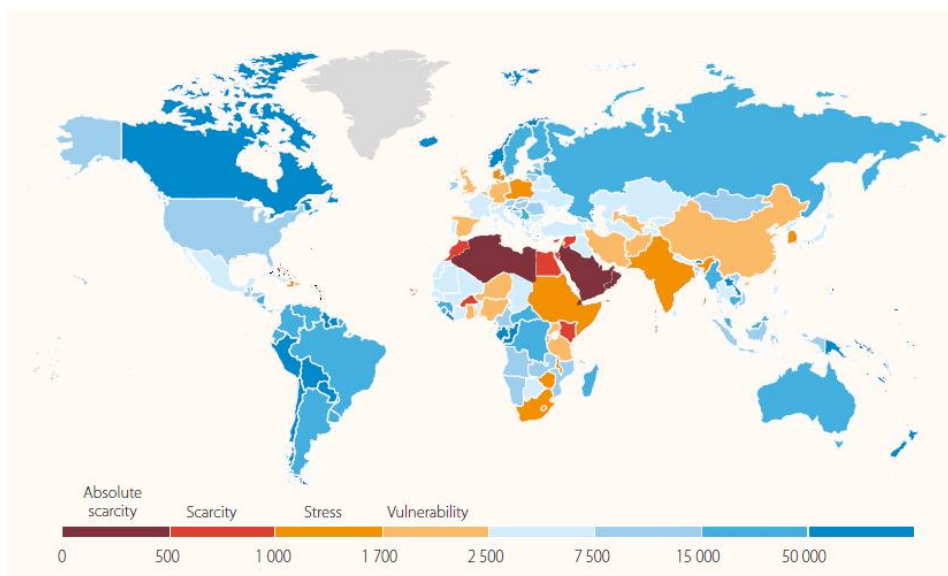 Absolute
scarcity
Scarcity
Stress
Vulnerability
0
500
1 000
1 700
2 500
7 500
15 000
50 000